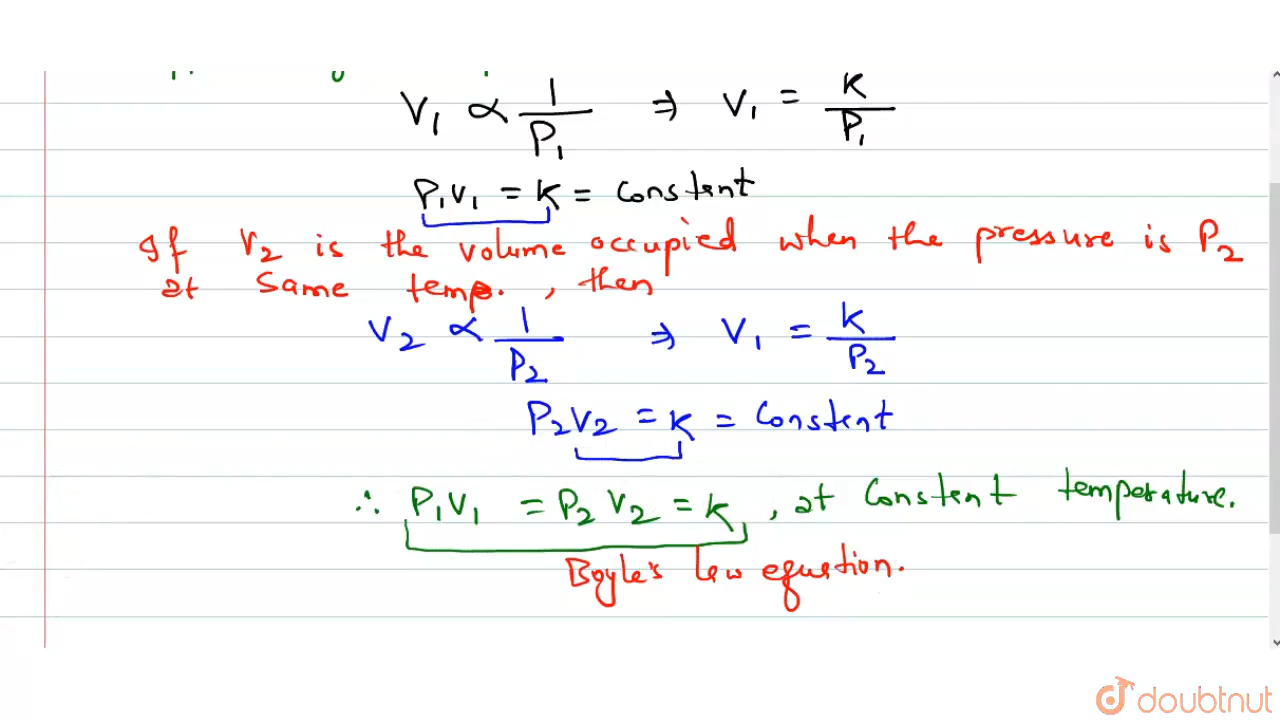 V₁ ∝ 1/P₁ ⇒ V₁ = K/P₁
P₁V₁ = K = Constant
If V₂ is the volume occupied when the pressure is P₂
at same temp., then
V₂ ∝ 1/P₂ ⇒ V₁ = K/P₂
P₂V₂ = K = Constant
∴ P₁V₁ = P₂V₂ = K, at Constant temperature.
Boyle's law equation.
doubtnut